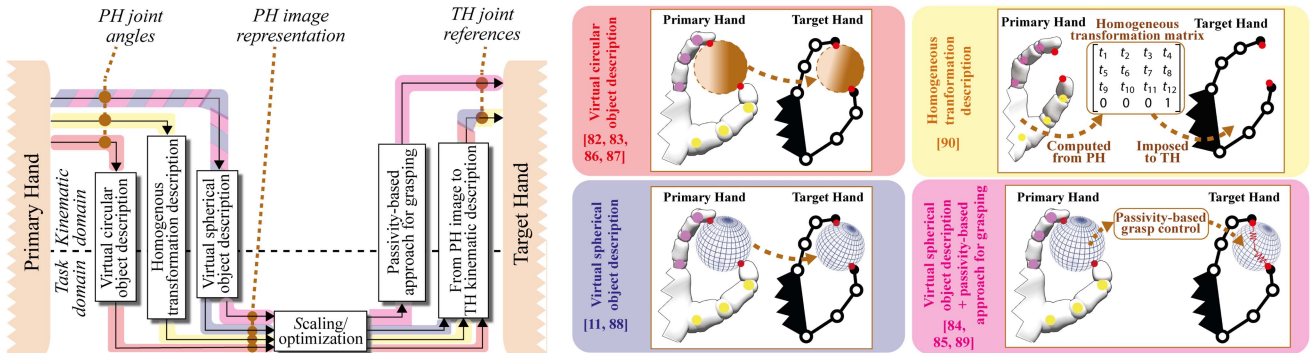 PH joint
angles
PH image
representation
TH joint
references
Primary Hand
Kinematic
domain
Task
domain
Virtual circular
object description
Homogenous
transformation description
Virtual spherical
object description
Scaling/
optimization
Passivity-based
approach for grasping
From PH image to
TH kinematic description
Target Hand
Virtual circular
object description
[82, 83,
86, 87]
Primary Hand
Target Hand
Homogeneous
tranformation
description
[90]
Primary Hand
Homogeneous
transformation matrix
Target Hand
t1 t2 t3 t4
t5 t6 t7 t8
t9 t10 t11 t12
0 0 0 1
Computed
from PH
Imposed
to TH
Virtual spherical
object description
[11, 88]
Primary Hand
Target Hand
Virtual spherical
object description
+ passivity-based
approach for grasping
[84,
85, 89]
Primary Hand
Target Hand
Passivity-based
grasp control